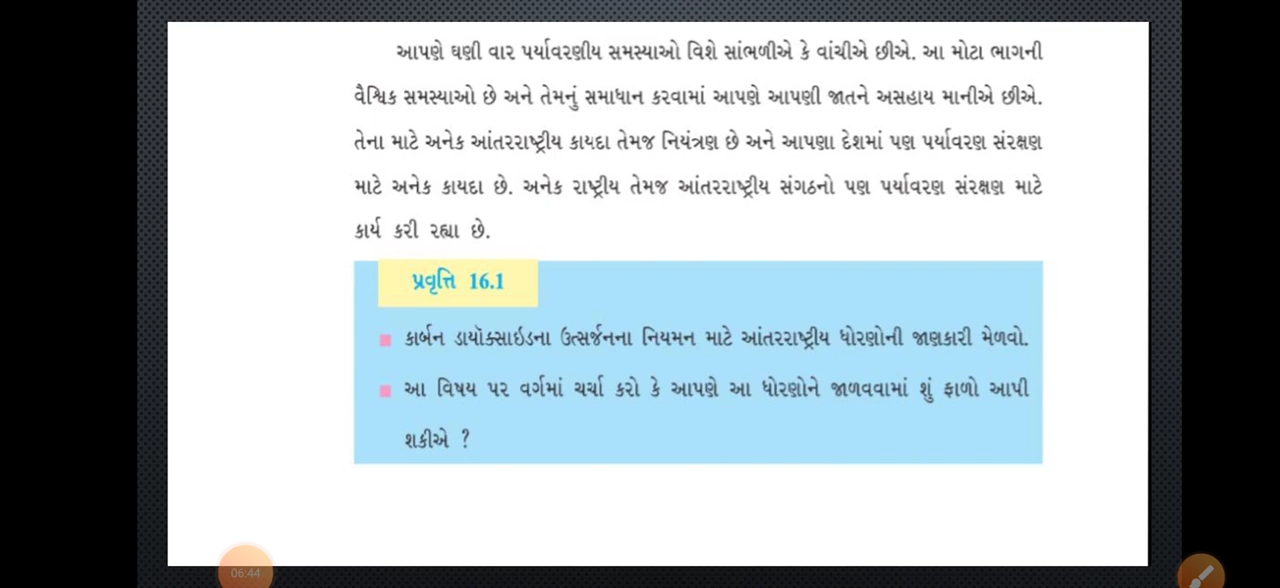 આપણે ઘણી વાર પર્યાવરણીય સમસ્યાઓ વિશે સાંભળીએ કે વાંચીએ છીએ. આ મોટા ભાગની
વૈશ્વિક સમસ્યાઓ છે અને તેમનું સમાધાન કરવામાં આપણે આપણી જાતને અસહાય માનીએ છીએ.
તેના માટે અનેક આંતરરાષ્ટ્રીય કાયદા તેમજ નિયંત્રણ છે અને આપણા દેશમાં પણ પર્યાવરણ સંરક્ષણ
માટે અનેક કાયદા છે. અનેક રાષ્ટ્રીય તેમજ આંતરરાષ્ટ્રીય સંગઠનો પણ પર્યાવરણ સંરક્ષણ માટે
કાર્ય કરી રહ્યા છે.
પ્રવૃત્તિ 16.1
■ કાર્બન ડાયૉક્સાઇડના ઉત્સર્જનના નિયમન માટે આંતરરાષ્ટ્રીય ધોરણોની જાણકારી મેળવો.
■ આ વિષય પર વર્ગમાં ચર્ચા કરો કે આપણે આ ધોરણોને જાળવવામાં શું ફાળો આપી
શકીએ ?
06:44